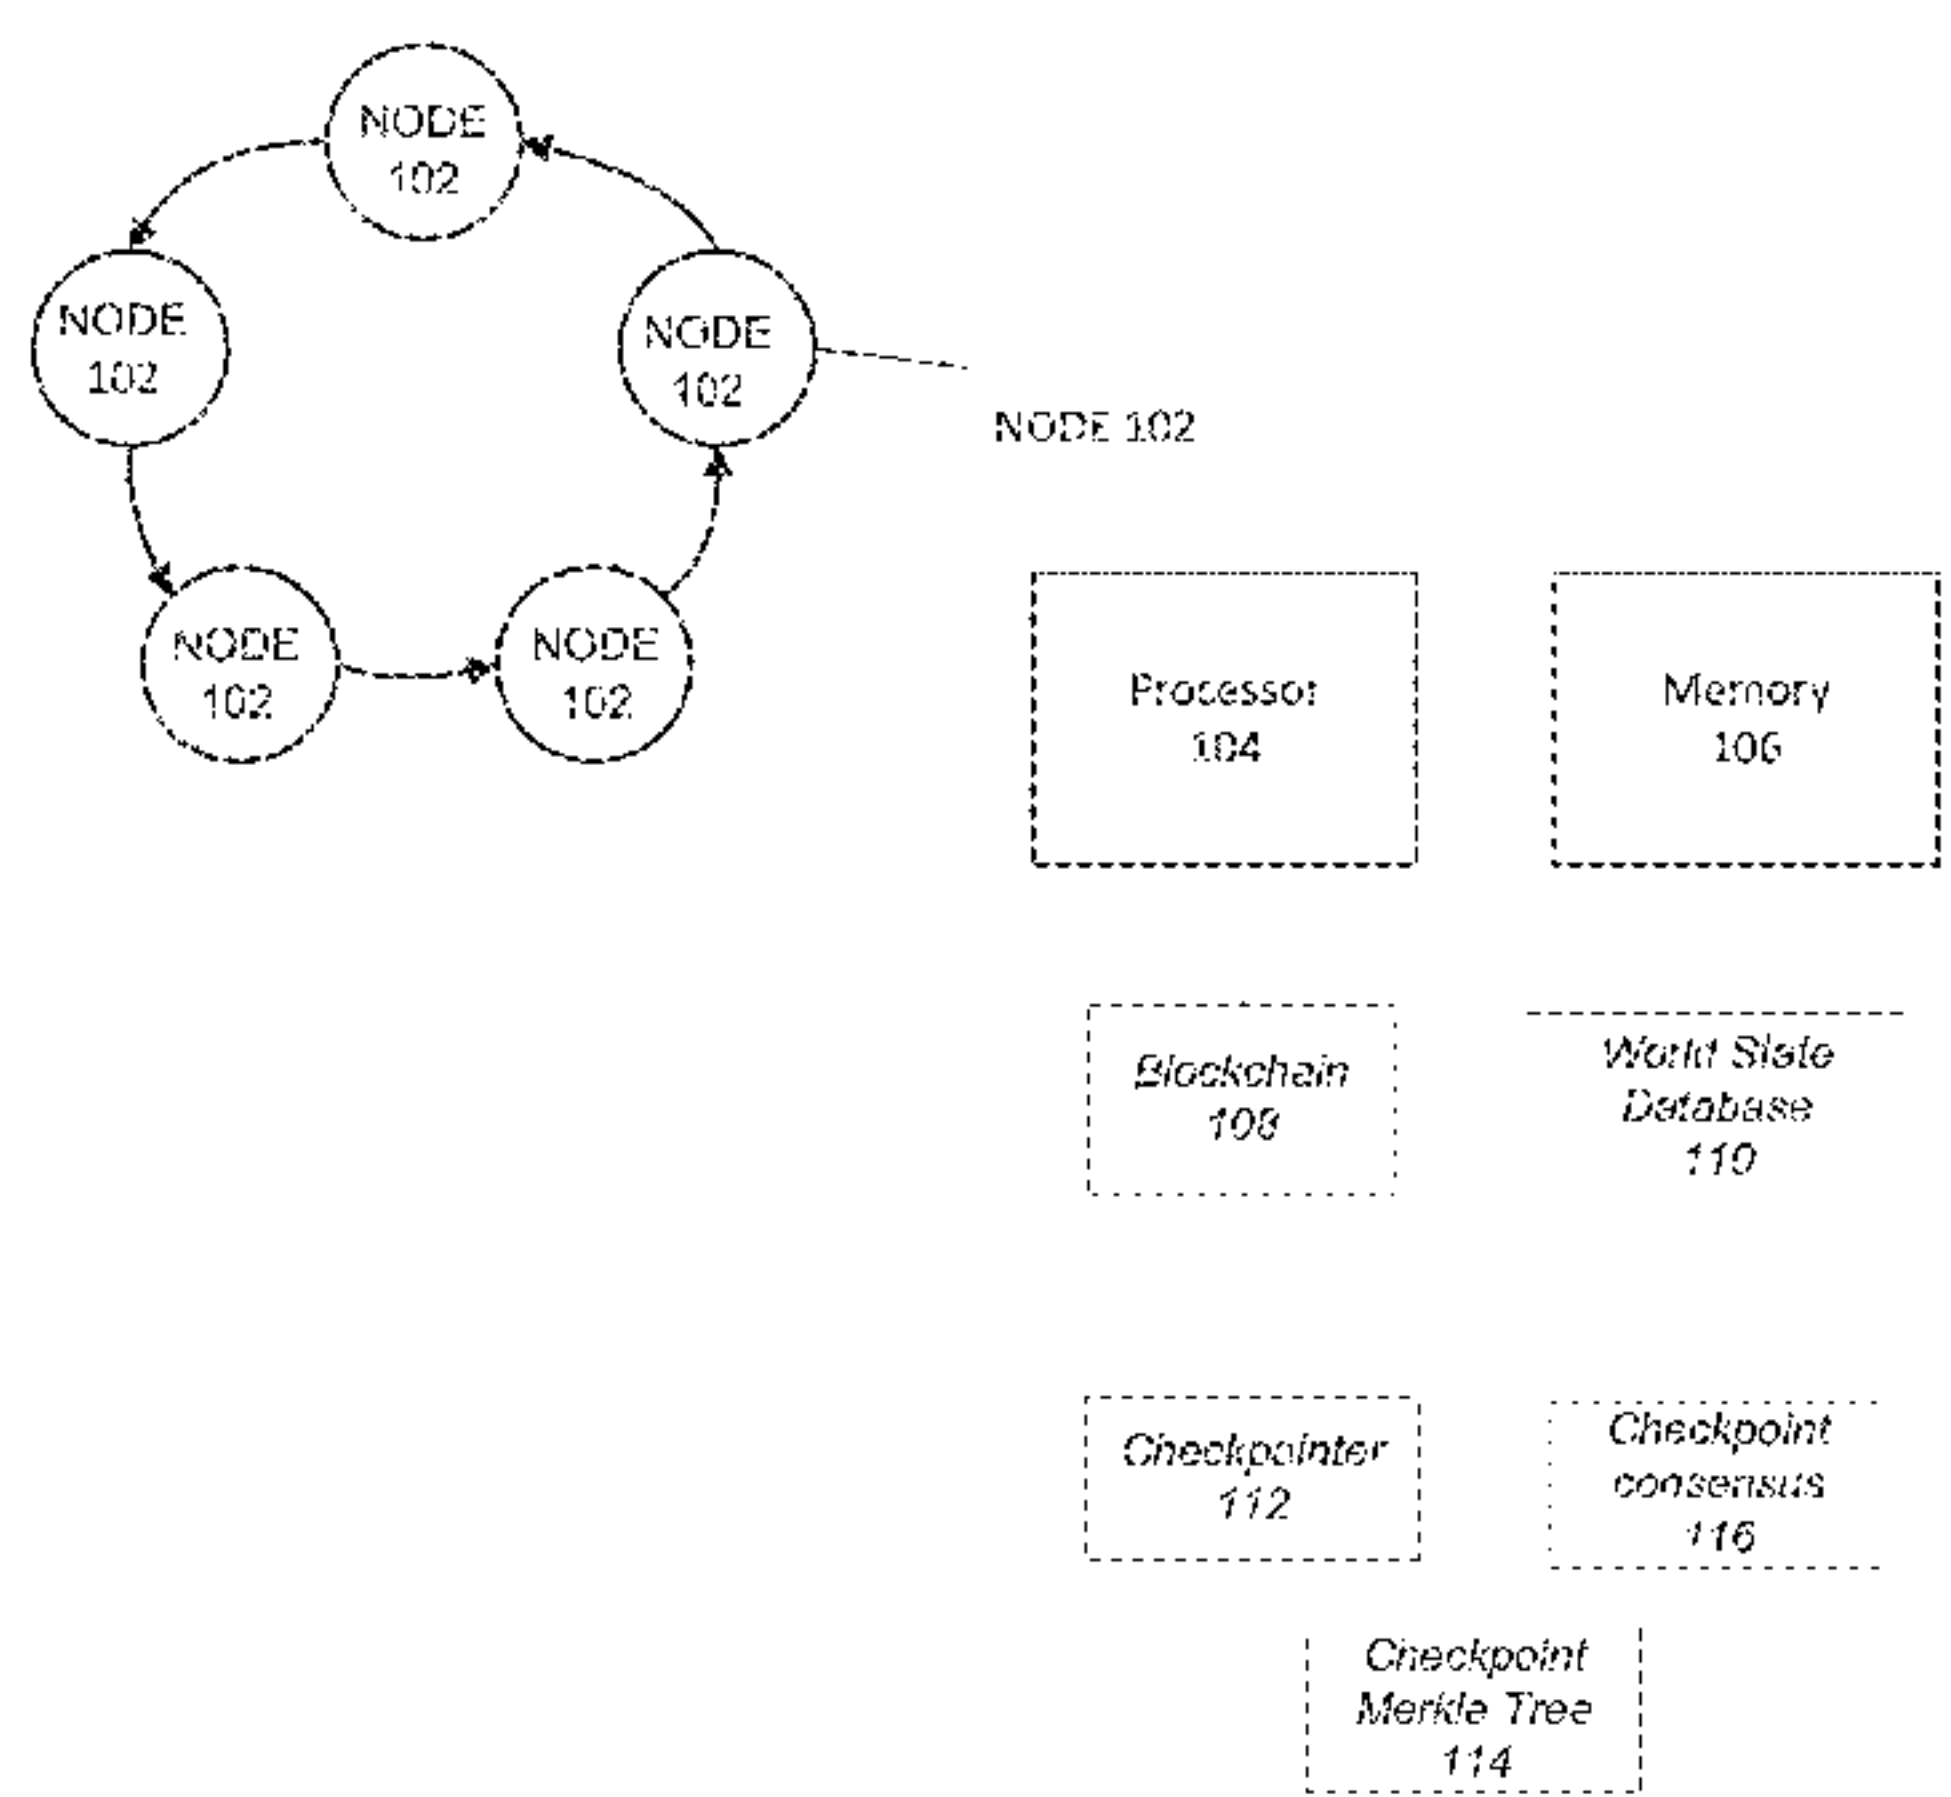 NODE
102
NODE
102
NODE
102
NODE 102
NODE
102
NODE
102
Processor
104
Memory
106
Blockchain
108
World State
Database
110
Checkpointer
112
Checkpoint
consensus
116
Checkpoint
Merkle Tree
114